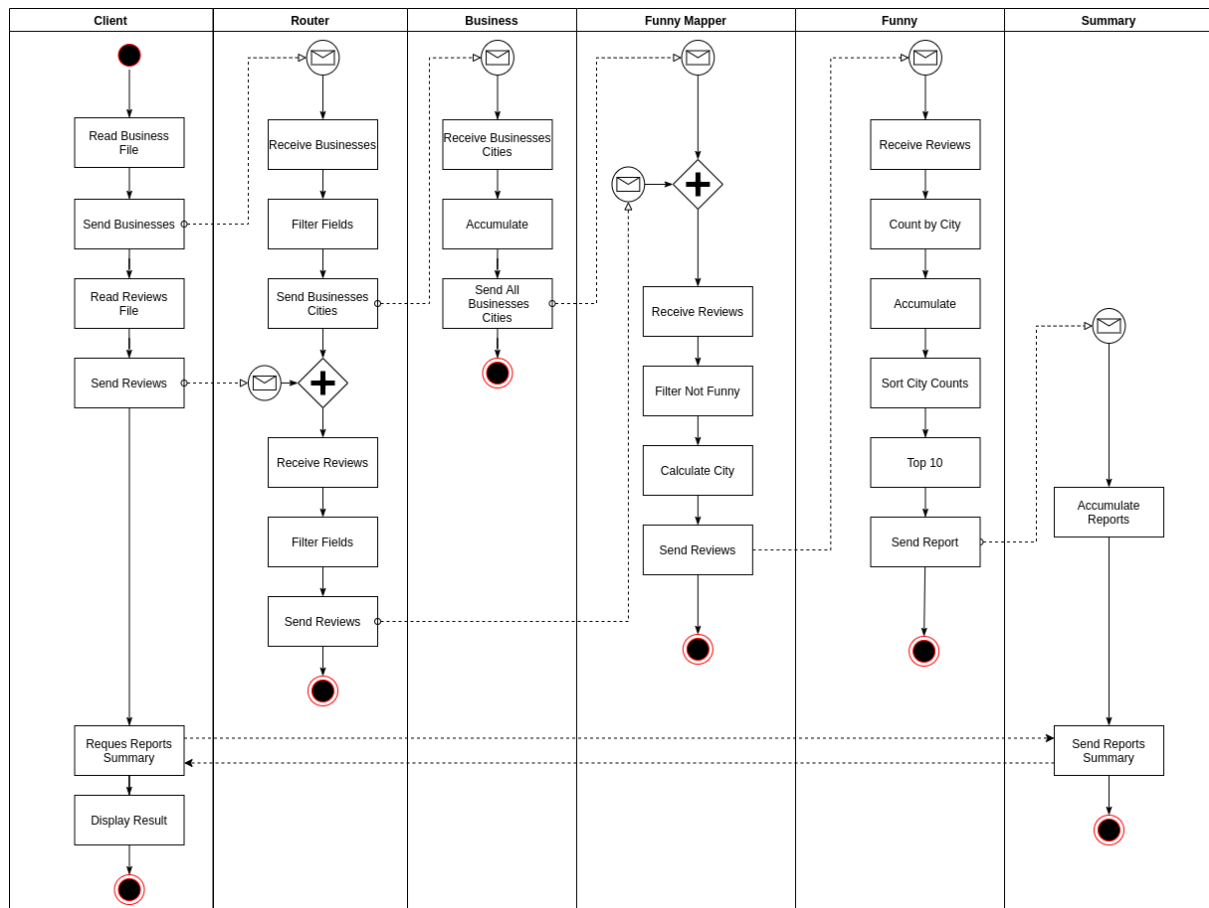 Client
Router
Business
Funny Mapper
Funny
Summary
Read Business
File
Send Businesses
Read Reviews
File
Send Reviews
Reques Reports
Summary
Display Result
Receive Businesses
Filter Fields
Send Businesses
Cities
Receive Reviews
Filter Fields
Send Reviews
Receive Businesses
Cities
Accumulate
Send All
Businesses
Cities
Receive Reviews
Filter Not Funny
Calculate City
Send Reviews
Receive Reviews
Count by City
Accumulate
Sort City Counts
Top 10
Send Report
Accumulate
Reports
Send Reports
Summary